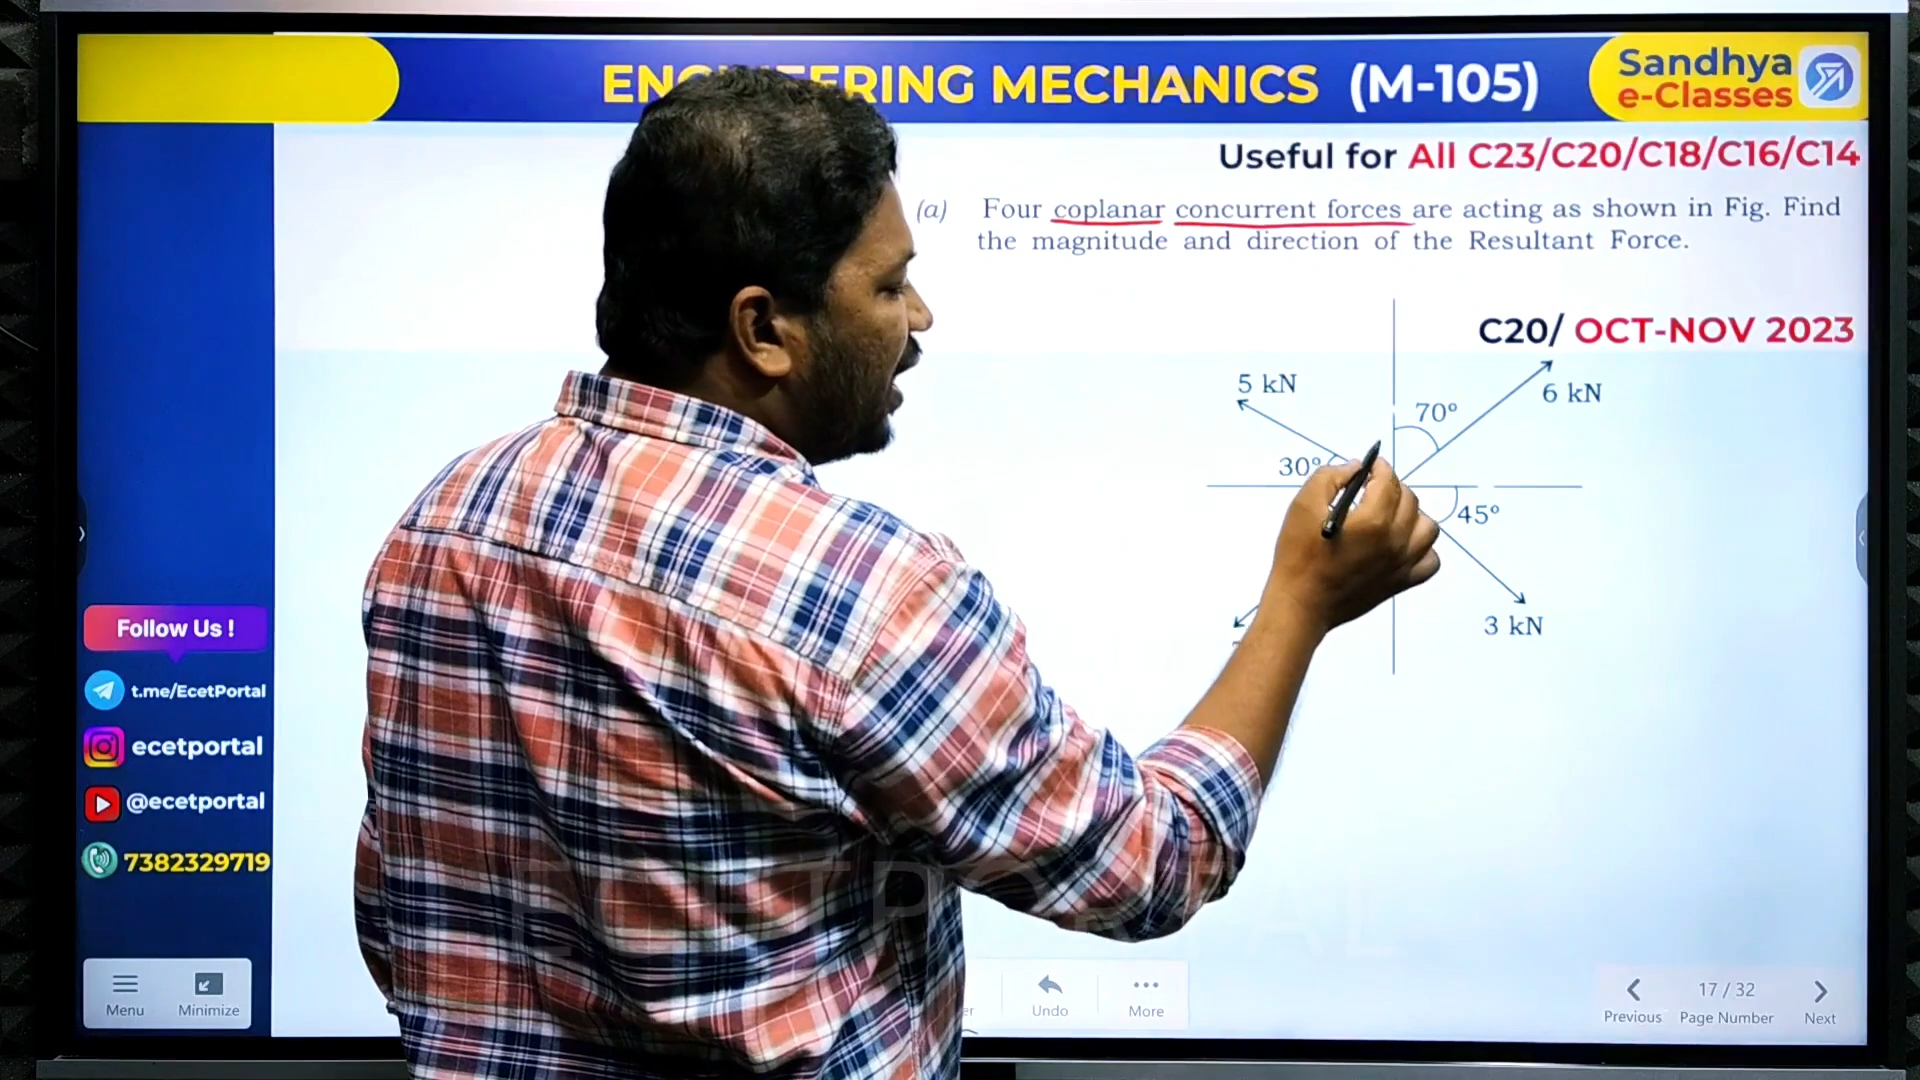 ENGINEERING MECHANICS (M-105)
Sandhya
e-Classes
Useful for All C23/C20/C18/C16/C14
(a) Four coplanar concurrent forces are acting as shown in Fig. Find
the magnitude and direction of the Resultant Force.
C20/ OCT-NOV 2023
5 kN
6 kN
70°
30°
45°
3 kN
Follow Us !
t.me/EcetPortal
ecetportal
@ecetportal
7382329719
ECETPORTAL
Menu
Minimize
Undo
More
17 / 32
Previous
Page Number
Next